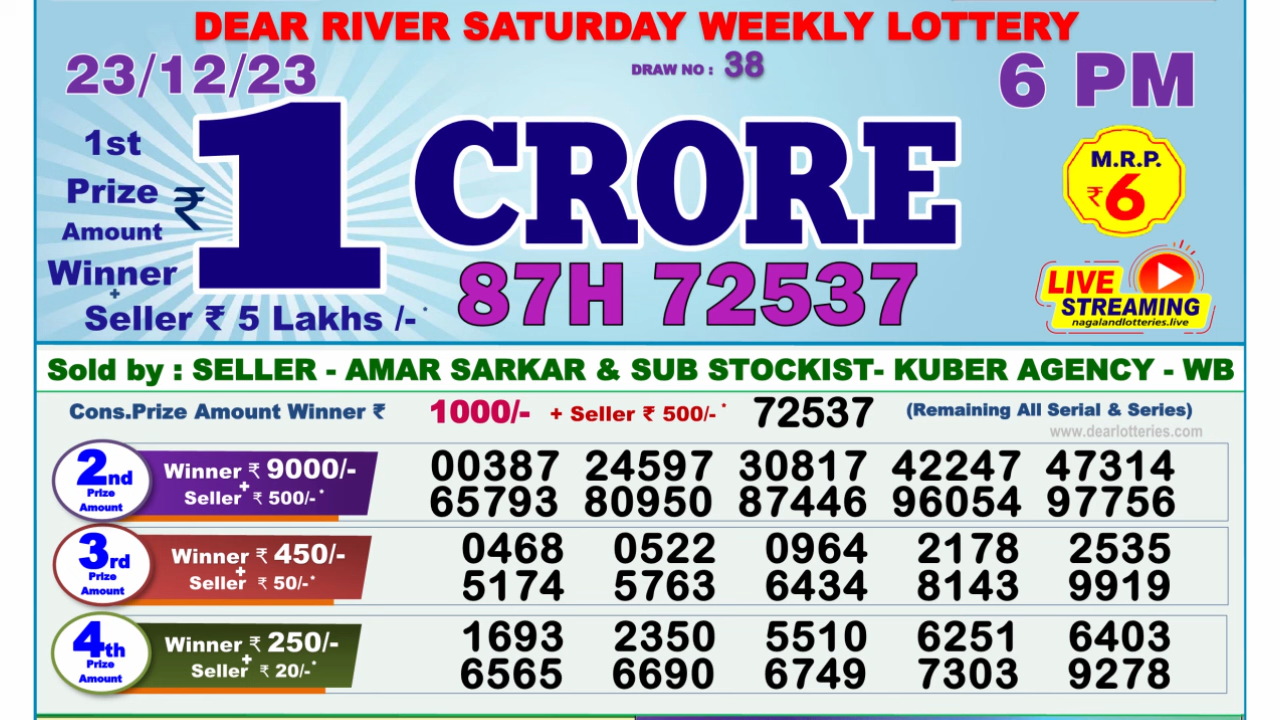 DEAR RIVER SATURDAY WEEKLY LOTTERY
23/12/23
DRAW NO : 38
6 PM
1st
Prize
Amount
₹ 1 CRORE
M.R.P.
₹6
Winner
+
Seller ₹ 5 Lakhs /-*
87H 72537
LIVE
STREAMING
nagalandlotteries.live
Sold by : SELLER - AMAR SARKAR & SUB STOCKIST- KUBER AGENCY - WB
Cons.Prize Amount Winner ₹ 1000/- + Seller ₹ 500/-* 72537 (Remaining All Serial & Series)
www.dearlotteries.com
2nd
Prize
Amount
Winner ₹ 9000/-
+
Seller ₹ 500/-*
00387 24597 30817 42247 47314
65793 80950 87446 96054 97756
3rd
Prize
Amount
Winner ₹ 450/-
+
Seller ₹ 50/-*
0468 0522 0964 2178 2535
5174 5763 6434 8143 9919
4th
Prize
Amount
Winner ₹ 250/-
+
Seller ₹ 20/-*
1693 2350 5510 6251 6403
6565 6690 6749 7303 9278